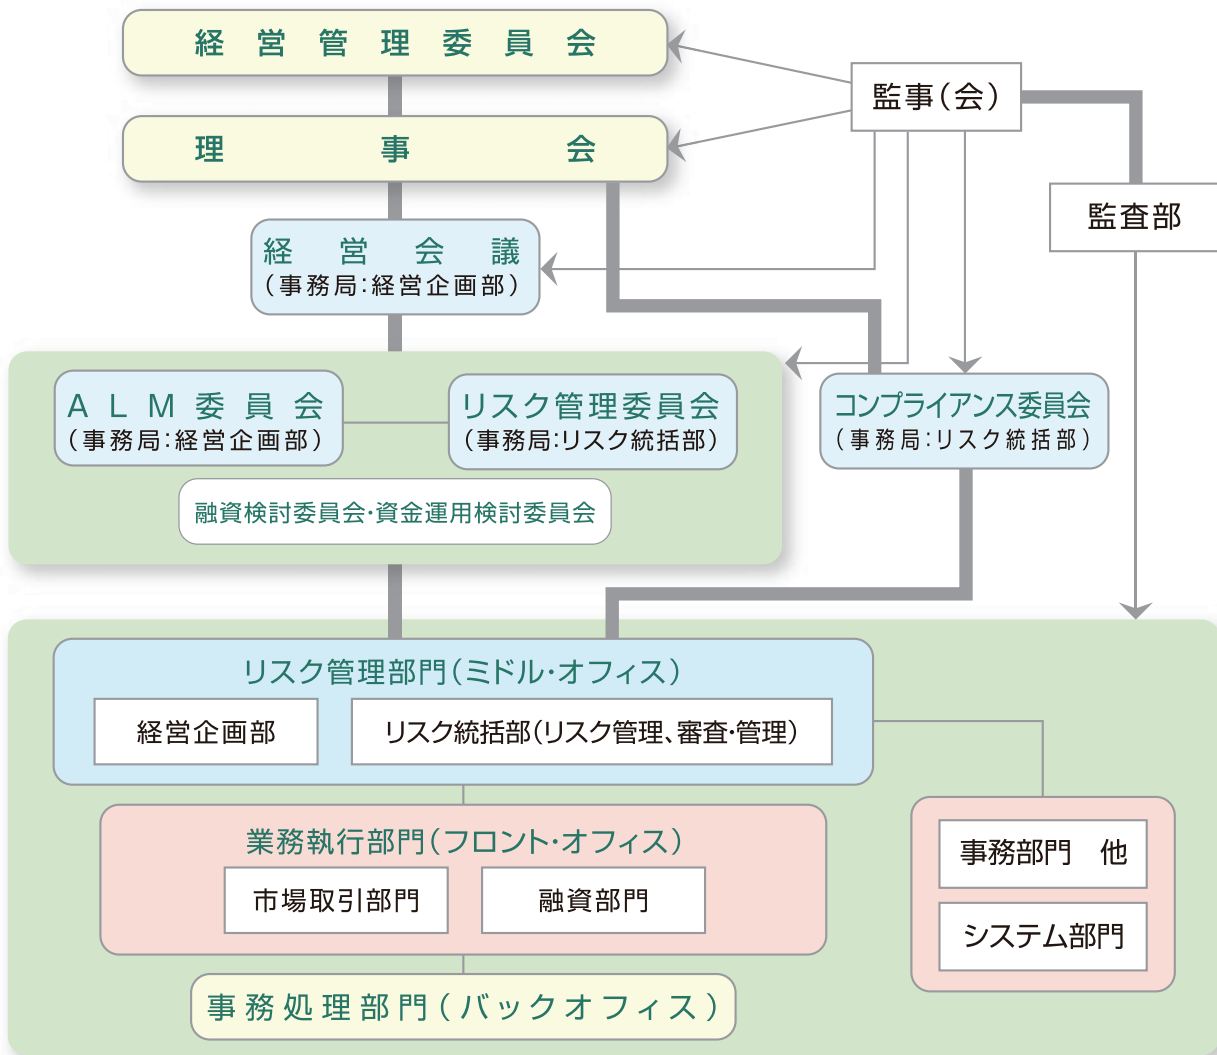 経営管理委員会
監事(会)
理事会
監査部
経営会議
(事務局:経営企画部)
ALM委員会
(事務局:経営企画部)
リスク管理委員会
(事務局:リスク統括部)
コンプライアンス委員会
(事務局:リスク統括部)
融資検討委員会・資金運用検討委員会
リスク管理部門(ミドル・オフィス)
経営企画部
リスク統括部(リスク管理、審査・管理)
業務執行部門(フロント・オフィス)
市場取引部門
融資部門
事務部門 他
システム部門
事務処理部門(バックオフィス)